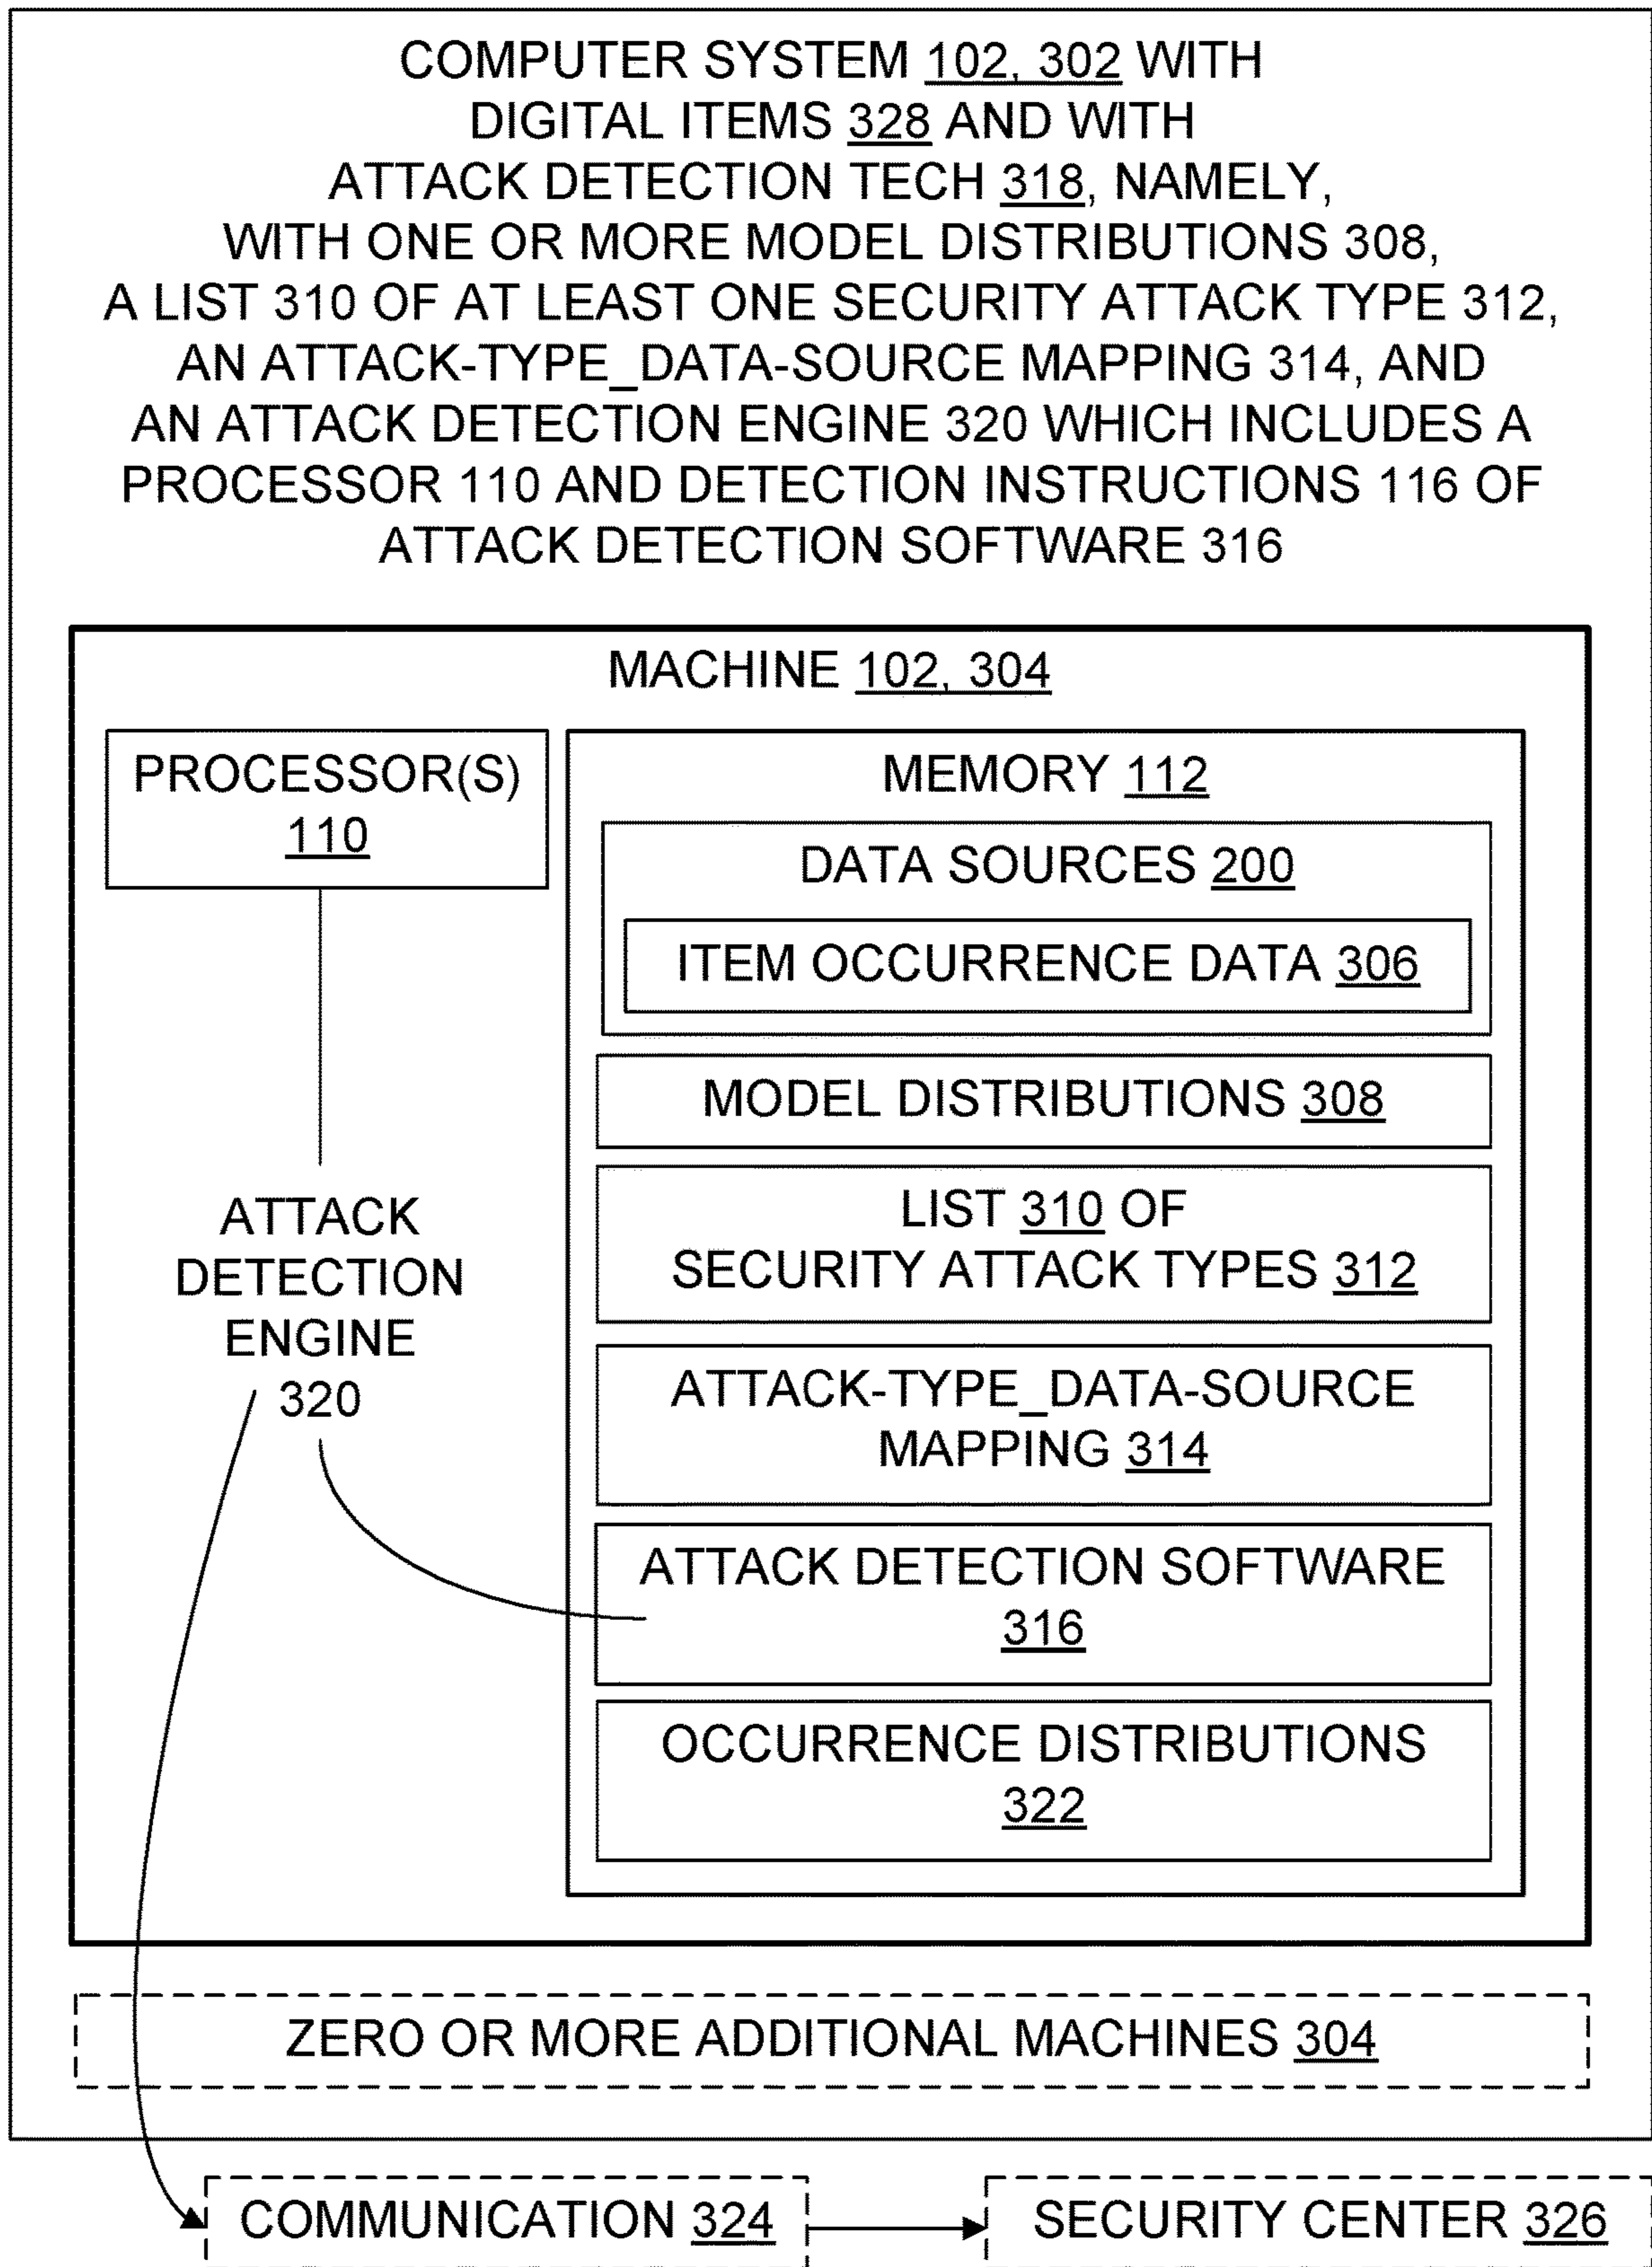 COMPUTER SYSTEM 102, 302 WITH
DIGITAL ITEMS 328 AND WITH
ATTACK DETECTION TECH 318, NAMELY,
WITH ONE OR MORE MODEL DISTRIBUTIONS 308,
A LIST 310 OF AT LEAST ONE SECURITY ATTACK TYPE 312,
AN ATTACK-TYPE_DATA-SOURCE MAPPING 314, AND
AN ATTACK DETECTION ENGINE 320 WHICH INCLUDES A
PROCESSOR 110 AND DETECTION INSTRUCTIONS 116 OF
ATTACK DETECTION SOFTWARE 316
MACHINE 102, 304
PROCESSOR(S)
110
ATTACK
DETECTION
ENGINE
320
MEMORY 112
DATA SOURCES 200
ITEM OCCURRENCE DATA 306
MODEL DISTRIBUTIONS 308
LIST 310 OF
SECURITY ATTACK TYPES 312
ATTACK-TYPE_DATA-SOURCE
MAPPING 314
ATTACK DETECTION SOFTWARE
316
OCCURRENCE DISTRIBUTIONS
322
ZERO OR MORE ADDITIONAL MACHINES 304
COMMUNICATION 324
SECURITY CENTER 326